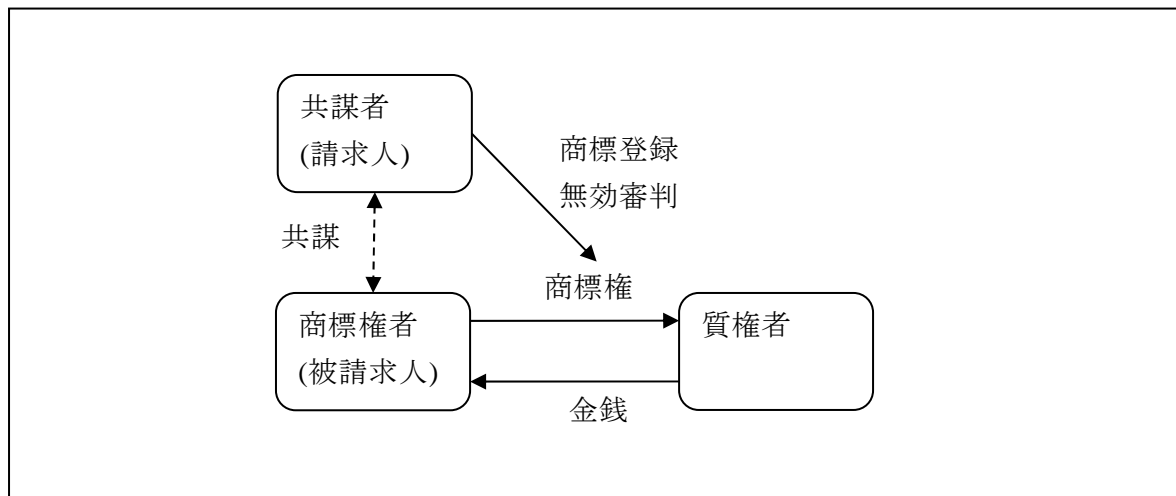 共謀者
(請求人)
商標登録
無効審判
共謀
商標権
商標権者
(被請求人)
質権者
金銭